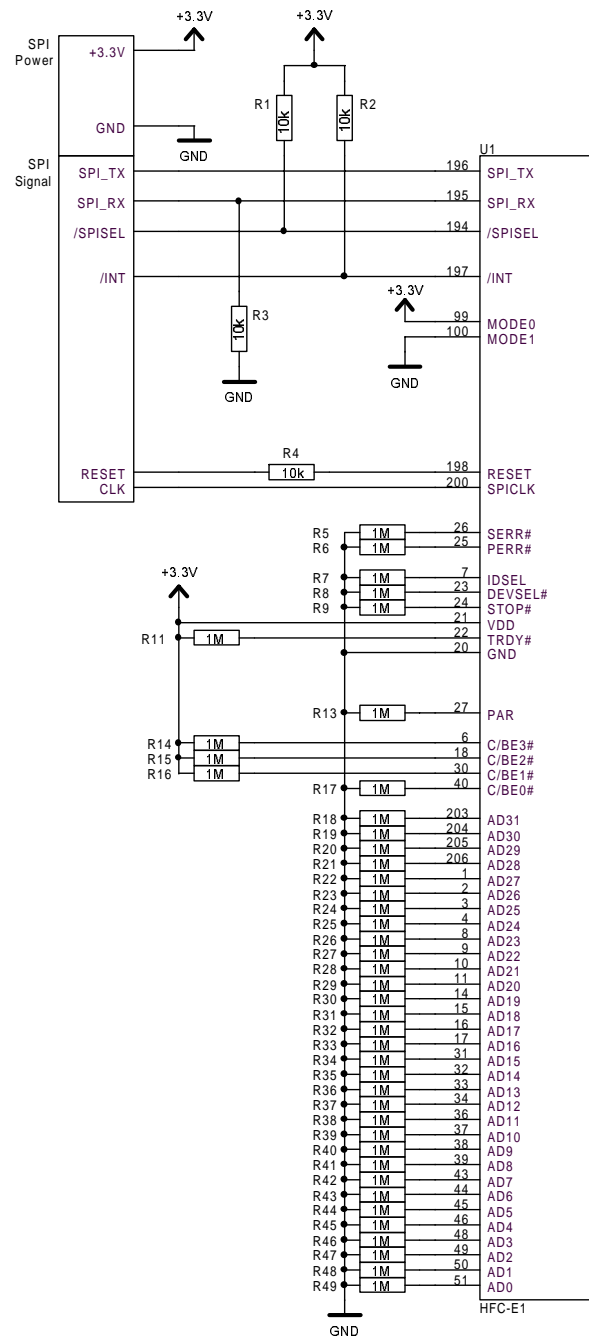 +3.3V +3.3V
SPI Power +3.3V
R1 10k R2 10k
GND GND
U1
SPI Signal
SPI_TX 196 SPI_TX
SPI_RX 195 SPI_RX
/SPISEL 194 /SPISEL
/INT 197 /INT
+3.3V
R3 10k
99 MODE0
100 MODE1
GND GND
R4
RESET 10k 198 RESET
CLK 200 SPICLK
R5 1M 26 SERR#
R6 1M 25 PERR#
+3.3V
R7 1M 7 IDSEL
R8 1M 23 DEVSEL#
R9 1M 24 STOP#
21 VDD
R11 1M 22 TRDY#
20 GND
R13 1M 27 PAR
R14 1M 6 C/BE3#
R15 1M 18 C/BE2#
R16 1M 30 C/BE1#
R17 1M 40 C/BE0#
R18 1M 203 AD31
R19 1M 204 AD30
R20 1M 205 AD29
R21 1M 206 AD28
R22 1M 1 AD27
R23 1M 2 AD26
R24 1M 3 AD25
R25 1M 4 AD24
R26 1M 8 AD23
R27 1M 9 AD22
R28 1M 10 AD21
R29 1M 11 AD20
R30 1M 14 AD19
R31 1M 15 AD18
R32 1M 16 AD17
R33 1M 17 AD16
R34 1M 31 AD15
R35 1M 32 AD14
R36 1M 33 AD13
R37 1M 34 AD12
R38 1M 36 AD11
R39 1M 37 AD10
R40 1M 38 AD9
R41 1M 39 AD8
R42 1M 43 AD7
R43 1M 44 AD6
R44 1M 45 AD5
R45 1M 46 AD4
R46 1M 48 AD3
R47 1M 49 AD2
R48 1M 50 AD1
R49 1M 51 AD0
HFC-E1
GND